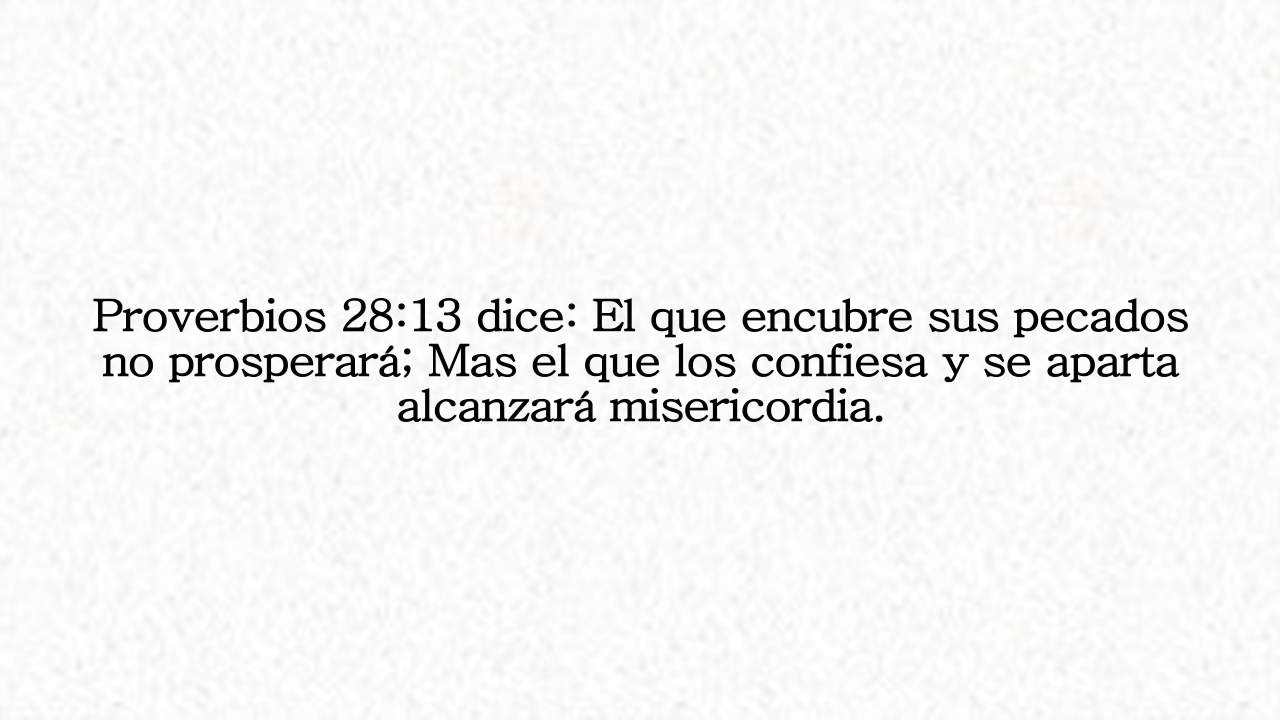 Proverbios 28:13 dice: El que encubre sus pecados
no prosperará; Mas el que los confiesa y se aparta
alcanzará misericordia.